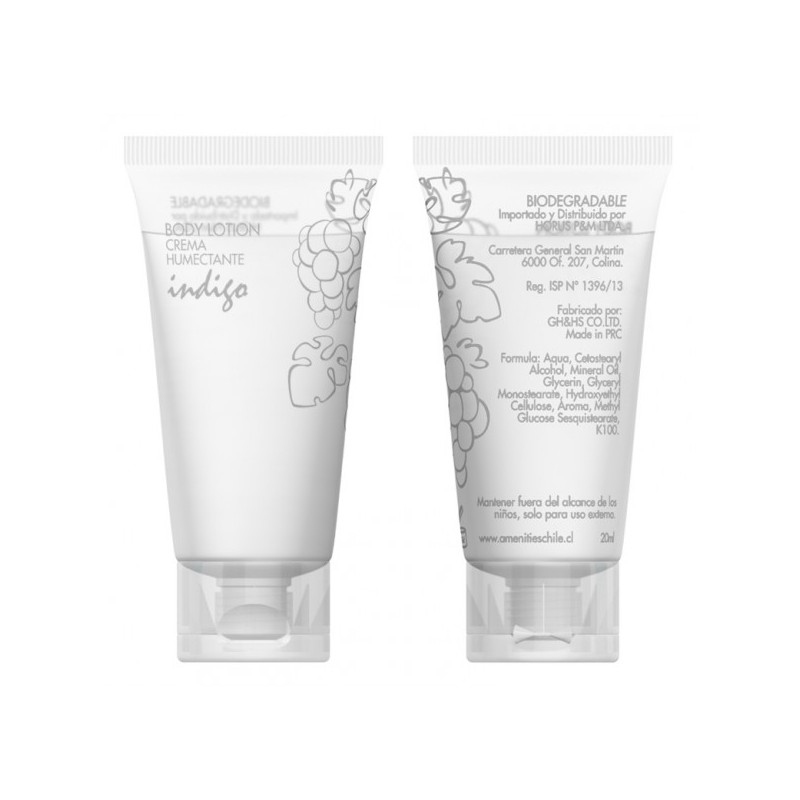 BODY LOTION
CREMA
HUMECTANTE
indigo
BIODEGRADABLE
Importado y Distribuido por
HORUS P&M LTDA.
Carretera General San Martín
6000 Of. 207, Colina.
Reg. ISP N° 1396/13
Fabricado por:
GH&HS CO.LTD.
Made in PRC
Formula: Aqua, Cetostearyl
Alcohol, Mineral Oil,
Glycerin, Glyceryl
Monostearate, Hydroxyethyl
Cellulose, Aroma, Methyl
Glucose Sesquistearate,
K100.
Mantener fuera del alcance de los
niños, solo para uso externo.
www.amenitieschile.cl 20ml